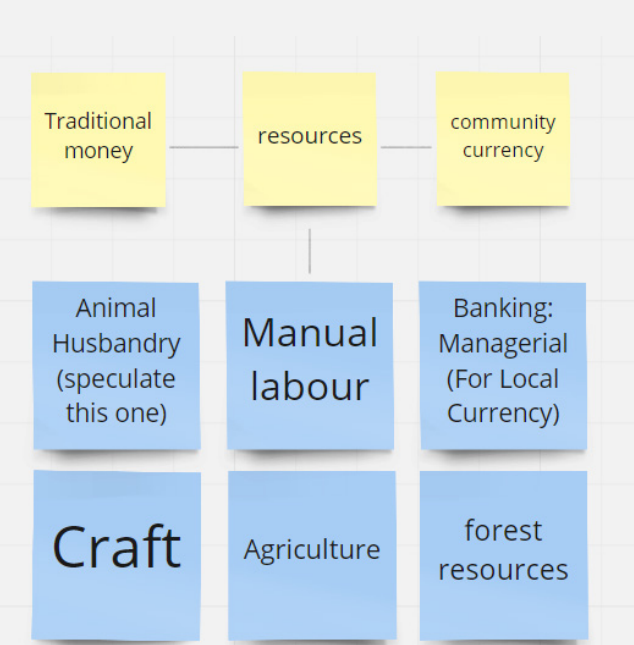 Traditional
money
resources
community
currency
Animal
Husbandry
(speculate
this one)
Manual
labour
Banking:
Managerial
(For Local
Currency)
Craft
Agriculture
forest
resources